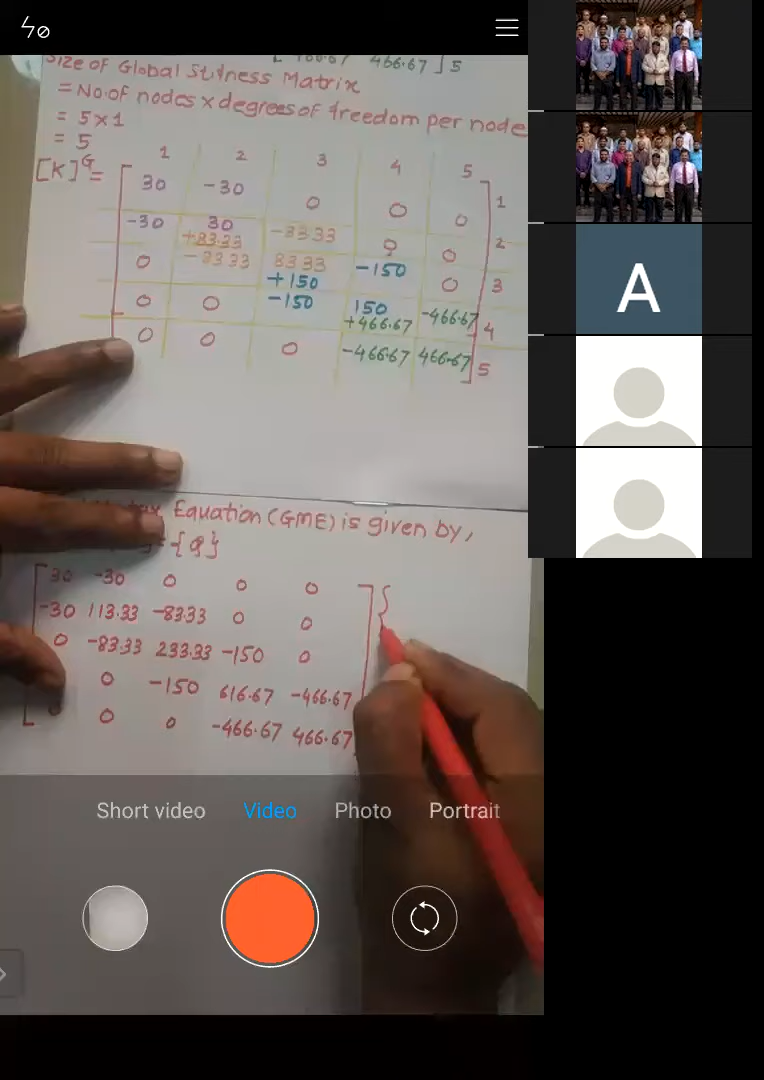 166.67 466.67 ] 5
Size of Global Stifness Matrix
= No. of nodes x degrees of freedom per node
= 5 x 1
= 5
1 2 3 4 5
[K]ᴳ =
30 -30 0 0 0 1
-30 30 -83.33 0 0 2
+83.33
0 -83.33 83.33 -150 0 3
+150
0 0 -150 150 -466.67 4
+466.67
0 0 0 -466.67 466.67 5
Equation (GME) is given by,
= {Q}
30 -30 0 0 0
-30 113.33 -83.33 0 0
0 -83.33 233.33 -150 0
0 -150 616.67 -466.67
0 0 -466.67 466.67
A
Short video Video Photo Portrait